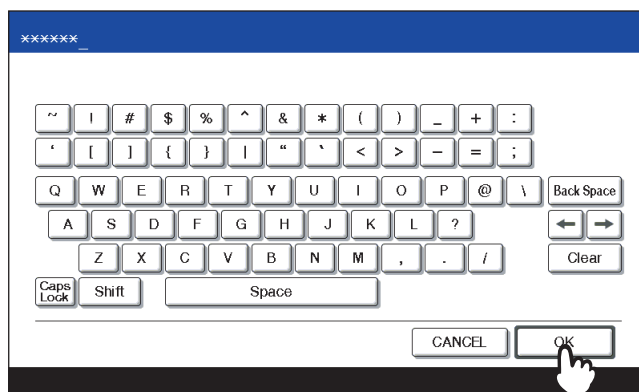 ******_
~ ! # $ % ^ & * ( ) _ + :
‘ [ ] { } | “ ` < > − = ;
Q W E R T Y U I O P @ \ Back Space
A S D F G H J K L ? ← →
Z X C V B N M , . / Clear
Caps Lock Shift Space
CANCEL OK